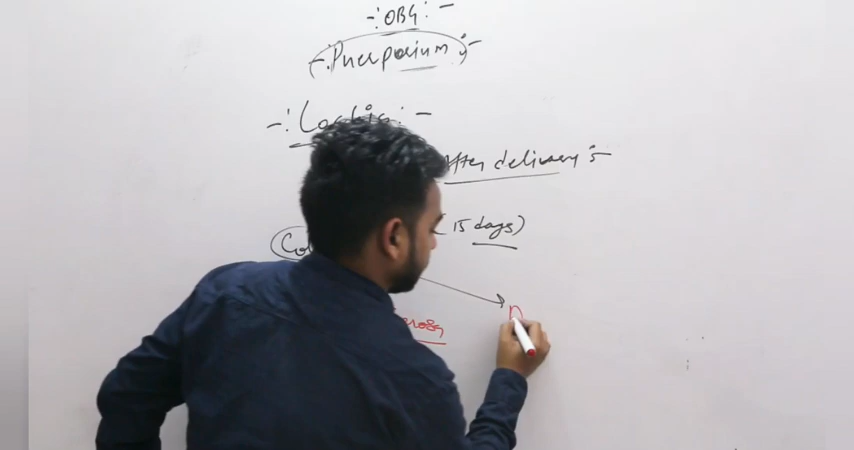 -: OBG : -
(-: Puerperium :-
-: Lochia : -
After delivery :-
15 days)